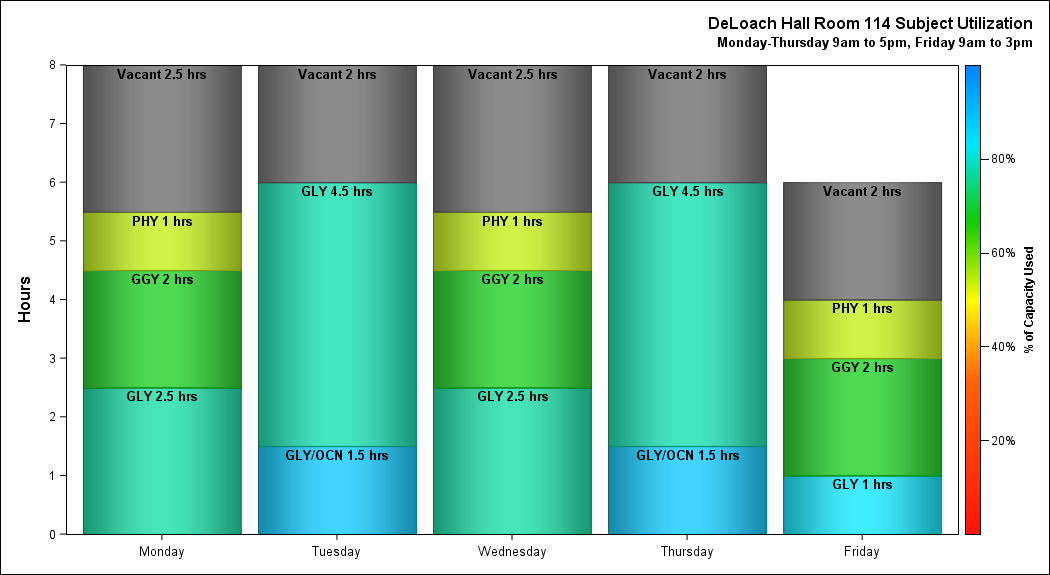 DeLoach Hall Room 114 Subject Utilization
Monday-Thursday 9am to 5pm, Friday 9am to 3pm
Hours
8
7
6
5
4
3
2
1
0
Vacant 2.5 hrs
PHY 1 hrs
GGY 2 hrs
GLY 2.5 hrs
Vacant 2 hrs
GLY 4.5 hrs
GLY/OCN 1.5 hrs
Vacant 2.5 hrs
PHY 1 hrs
GGY 2 hrs
GLY 2.5 hrs
Vacant 2 hrs
GLY 4.5 hrs
GLY/OCN 1.5 hrs
Vacant 2 hrs
PHY 1 hrs
GGY 2 hrs
GLY 1 hrs
Monday
Tuesday
Wednesday
Thursday
Friday
80%
60%
40%
20%
% of Capacity Used